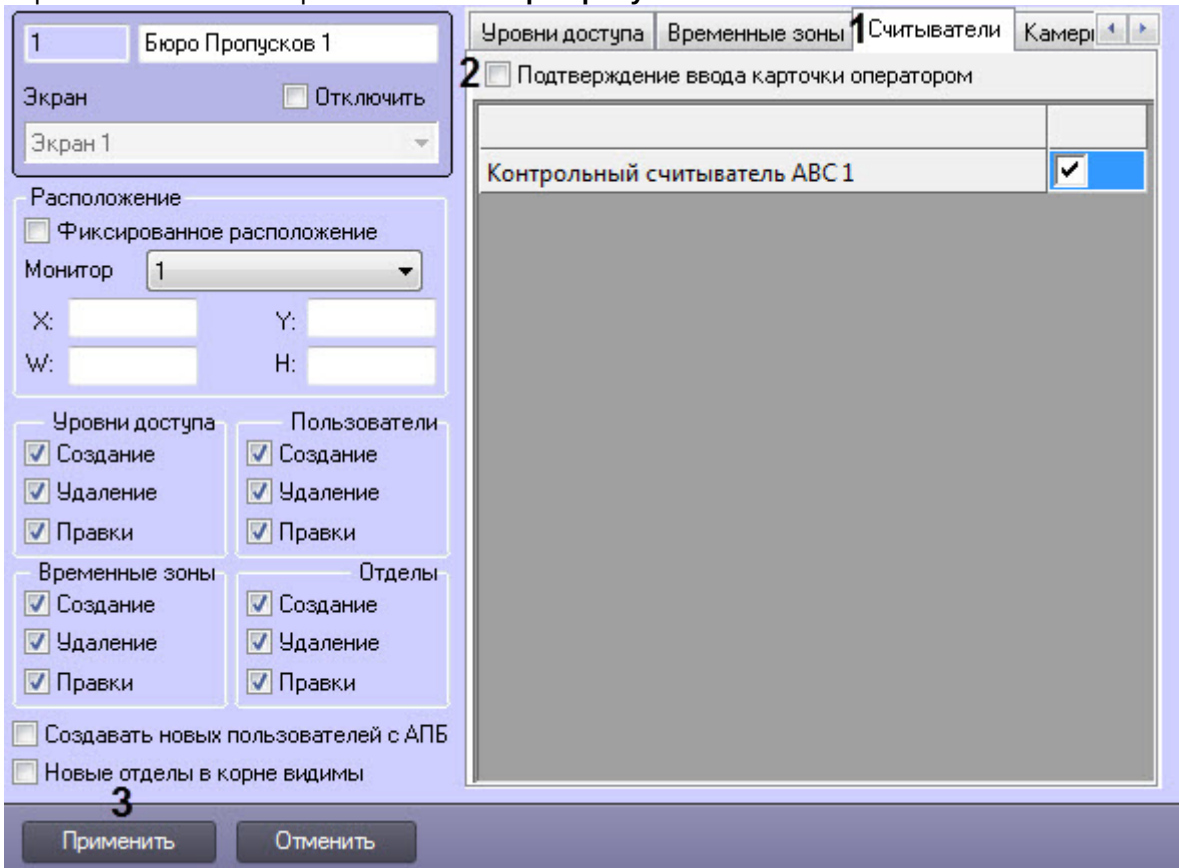 1 Бюро Пропусков 1
Экран Отключить
Экран 1
Расположение
Фиксированное расположение
Монитор 1
X: Y:
W: H:
Уровни доступа Пользователи
Создание Создание
Удаление Удаление
Правки Правки
Временные зоны Отделы
Создание Создание
Удаление Удаление
Правки Правки
Создавать новых пользователей с АПБ
Новые отделы в корне видимы
Уровни доступа Временные зоны 1 Считыватели Камеры
2 Подтверждение ввода карточки оператором
Контрольный считыватель ABC 1
3
Применить Отменить